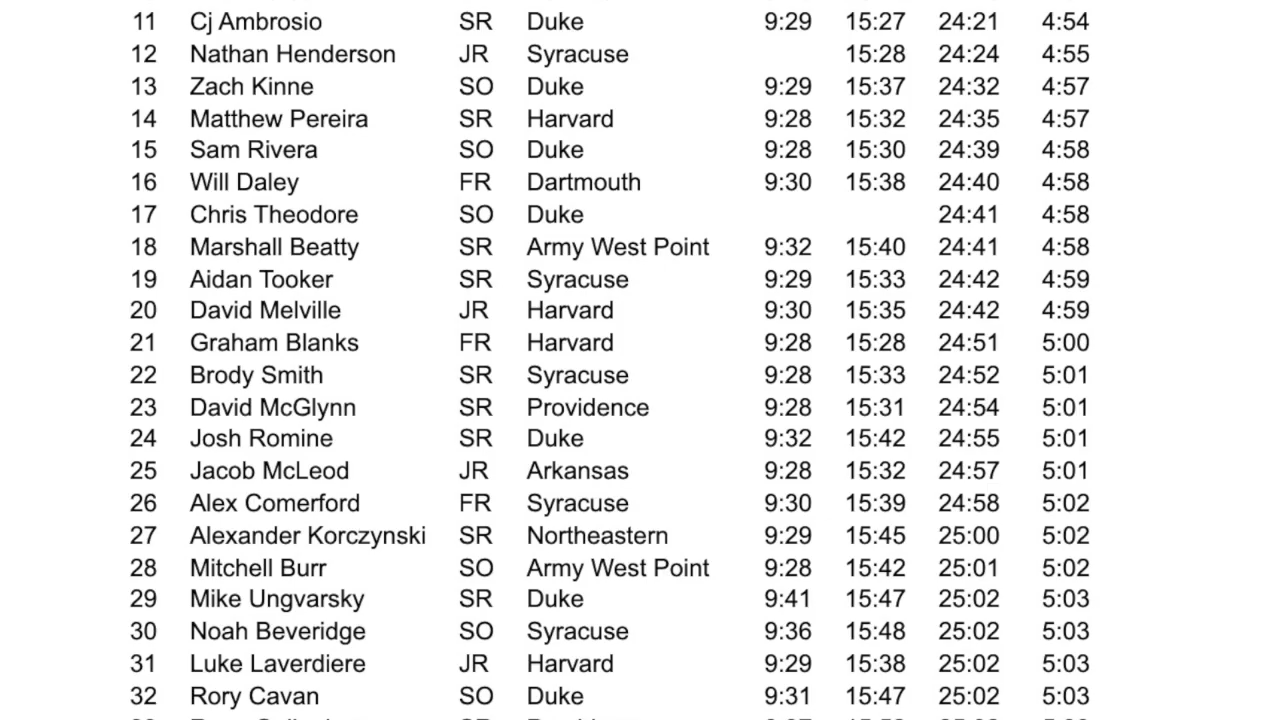 11 Cj Ambrosio SR Duke 9:29 15:27 24:21 4:54
12 Nathan Henderson JR Syracuse 15:28 24:24 4:55
13 Zach Kinne SO Duke 9:29 15:37 24:32 4:57
14 Matthew Pereira SR Harvard 9:28 15:32 24:35 4:57
15 Sam Rivera SO Duke 9:28 15:30 24:39 4:58
16 Will Daley FR Dartmouth 9:30 15:38 24:40 4:58
17 Chris Theodore SO Duke 24:41 4:58
18 Marshall Beatty SR Army West Point 9:32 15:40 24:41 4:58
19 Aidan Tooker SR Syracuse 9:29 15:33 24:42 4:59
20 David Melville JR Harvard 9:30 15:35 24:42 4:59
21 Graham Blanks FR Harvard 9:28 15:28 24:51 5:00
22 Brody Smith SR Syracuse 9:28 15:33 24:52 5:01
23 David McGlynn SR Providence 9:28 15:31 24:54 5:01
24 Josh Romine SR Duke 9:32 15:42 24:55 5:01
25 Jacob McLeod JR Arkansas 9:28 15:32 24:57 5:01
26 Alex Comerford FR Syracuse 9:30 15:39 24:58 5:02
27 Alexander Korczynski SR Northeastern 9:29 15:45 25:00 5:02
28 Mitchell Burr SO Army West Point 9:28 15:42 25:01 5:02
29 Mike Ungvarsky SR Duke 9:41 15:47 25:02 5:03
30 Noah Beveridge SO Syracuse 9:36 15:48 25:02 5:03
31 Luke Laverdiere JR Harvard 9:29 15:38 25:02 5:03
32 Rory Cavan SO Duke 9:31 15:47 25:02 5:03